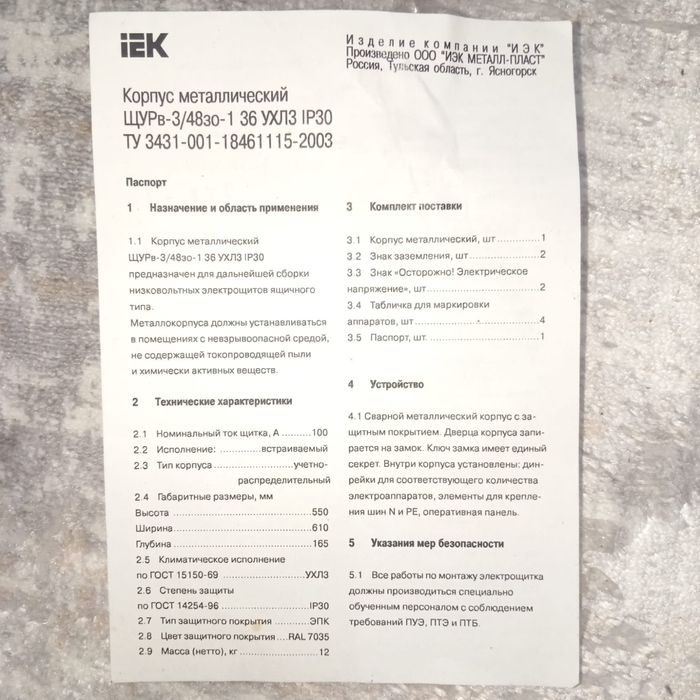 iEK
Изделие компании "ИЭК"
Произведено ООО "ИЭК МЕТАЛЛ-ПЛАСТ"
Россия, Тульская область, г. Ясногорск
Корпус металлический
ЩУРв-3/48зо-1 36 УХЛ3 IP30
ТУ 3431-001-18461115-2003
Паспорт
1 Назначение и область применения
1.1 Корпус металлический
ЩУРв-3/48зо-1 36 УХЛ3 IP30
предназначен для дальнейшей сборки
низковольтных электрощитов ящичного
типа.
Металлокорпуса должны устанавливаться
в помещениях с невзрывоопасной средой,
не содержащей токопроводящей пыли
и химически активных веществ.
2 Технические характеристики
2.1 Номинальный ток щитка, А..........100
2.2 Исполнение:...............встраиваемый
2.3 Тип корпуса.......................учетно-
распределительный
2.4 Габаритные размеры, мм
Высота.......................................550
Ширина......................................610
Глубина......................................165
2.5 Климатическое исполнение
по ГОСТ 15150-69......................УХЛ3
2.6 Степень защиты
по ГОСТ 14254-96.......................IP30
2.7 Тип защитного покрытия............ЭПК
2.8 Цвет защитного покрытия....RAL 7035
2.9 Масса (нетто), кг.......................12
3 Комплект поставки
3.1 Корпус металлический, шт............1
3.2 Знак заземления, шт....................2
3.3 Знак «Осторожно! Электрическое
напряжение», шт..............................2
3.4 Табличка для маркировки
аппаратов, шт..................................4
3.5 Паспорт, шт.................................1
4 Устройство
4.1 Сварной металлический корпус с за-
щитным покрытием. Дверца корпуса запи-
рается на замок. Ключ замка имеет единый
секрет. Внутри корпуса установлены: дин-
рейки для соответствующего количества
электроаппаратов, элементы для крепле-
ния шин N и PE, оперативная панель.
5 Указания мер безопасности
5.1 Все работы по монтажу электрощитка
должны производиться специально
обученным персоналом с соблюдением
требований ПУЭ, ПТЭ и ПТБ.